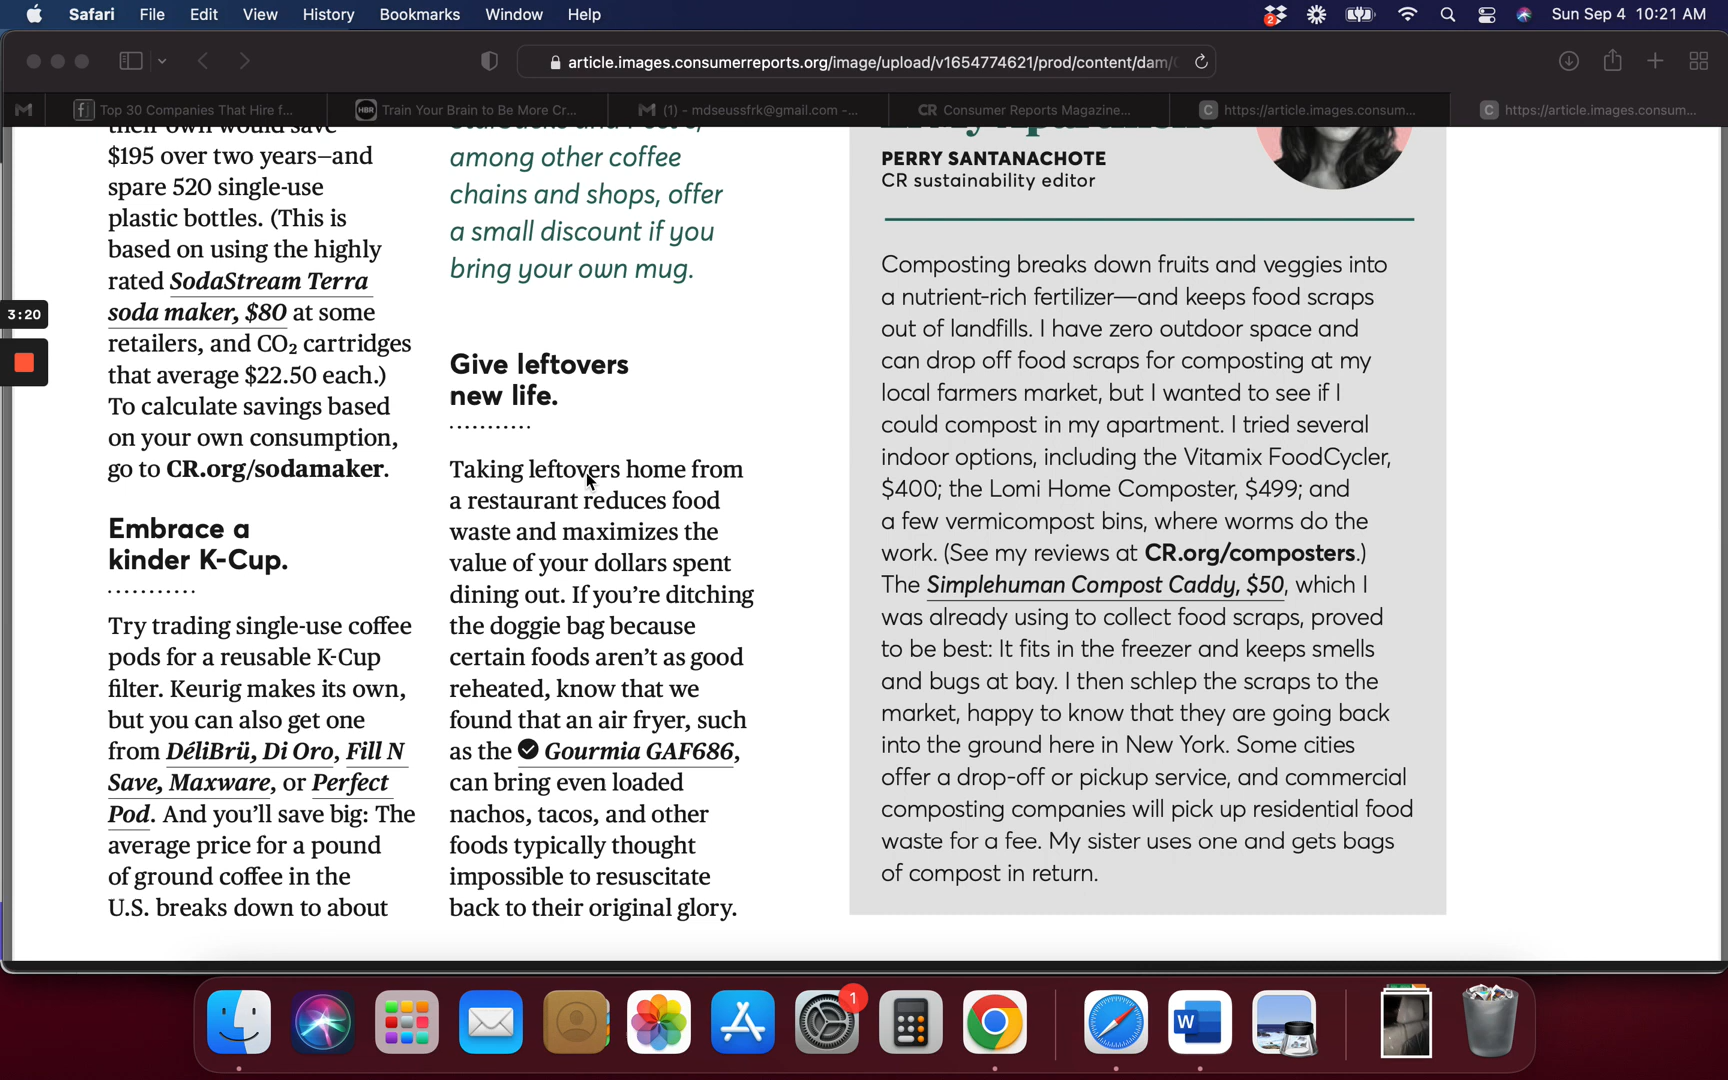 Safari File Edit View History Bookmarks Window Help
2
Sun Sep 4 10:21 AM
article.images.consumerreports.org/image/upload/v1654774621/prod/content/dam/
Top 30 Companies That Hire f...
HBR Train Your Brain to Be More Cr...
(1) - mdseussfrk@gmail.com -...
CR Consumer Reports Magazine...
C https://article.images.consum...
C https://article.images.consum...
3:20
their own would save
$195 over two years—and
spare 520 single-use
plastic bottles. (This is
based on using the highly
rated SodaStream Terra
soda maker, $80 at some
retailers, and CO₂ cartridges
that average $22.50 each.)
To calculate savings based
on your own consumption,
go to CR.org/sodamaker.
Embrace a
kinder K-Cup.
Try trading single-use coffee
pods for a reusable K-Cup
filter. Keurig makes its own,
but you can also get one
from DéliBrü, Di Oro, Fill N
Save, Maxware, or Perfect
Pod. And you’ll save big: The
average price for a pound
of ground coffee in the
U.S. breaks down to about
among other coffee
chains and shops, offer
a small discount if you
bring your own mug.
Give leftovers
new life.
Taking leftovers home from
a restaurant reduces food
waste and maximizes the
value of your dollars spent
dining out. If you’re ditching
the doggie bag because
certain foods aren’t as good
reheated, know that we
found that an air fryer, such
as the Gourmia GAF686,
can bring even loaded
nachos, tacos, and other
foods typically thought
impossible to resuscitate
back to their original glory.
PERRY SANTANACHOTE
CR sustainability editor
Composting breaks down fruits and veggies into
a nutrient-rich fertilizer—and keeps food scraps
out of landfills. I have zero outdoor space and
can drop off food scraps for composting at my
local farmers market, but I wanted to see if I
could compost in my apartment. I tried several
indoor options, including the Vitamix FoodCycler,
$400; the Lomi Home Composter, $499; and
a few vermicompost bins, where worms do the
work. (See my reviews at CR.org/composters.)
The Simplehuman Compost Caddy, $50, which I
was already using to collect food scraps, proved
to be best: It fits in the freezer and keeps smells
and bugs at bay. I then schlep the scraps to the
market, happy to know that they are going back
into the ground here in New York. Some cities
offer a drop-off or pickup service, and commercial
composting companies will pick up residential food
waste for a fee. My sister uses one and gets bags
of compost in return.
1
W